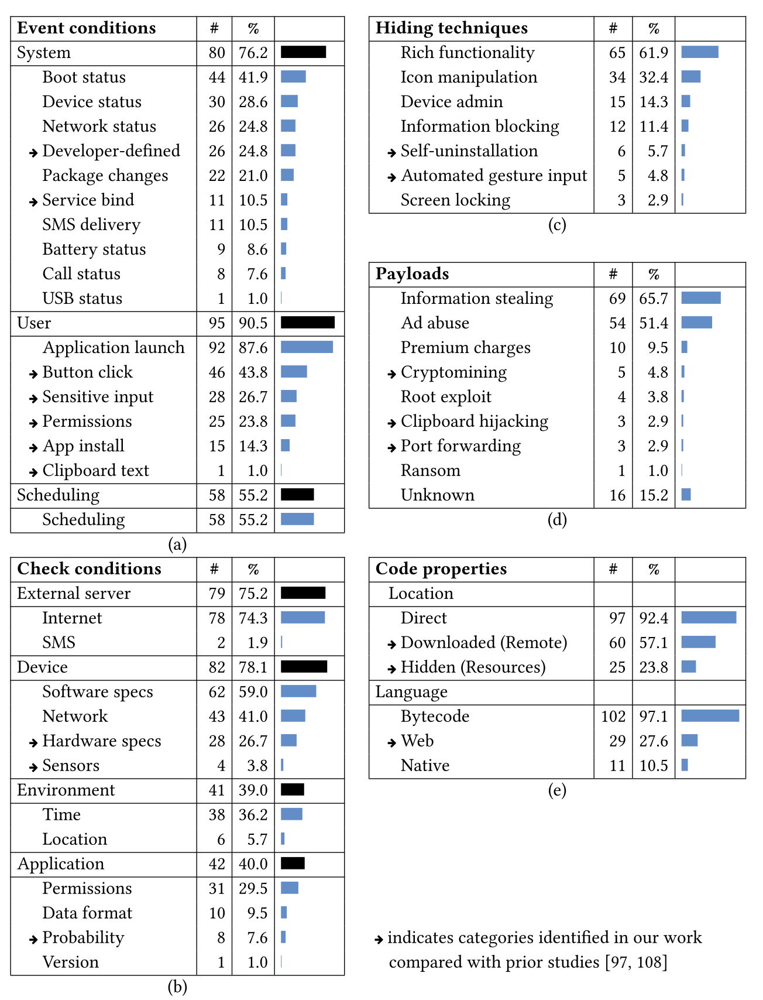 Event conditions # %
System 80 76.2
Boot status 44 41.9
Device status 30 28.6
Network status 26 24.8
➔ Developer-defined 26 24.8
Package changes 22 21.0
➔ Service bind 11 10.5
SMS delivery 11 10.5
Battery status 9 8.6
Call status 8 7.6
USB status 1 1.0
User 95 90.5
Application launch 92 87.6
➔ Button click 46 43.8
➔ Sensitive input 28 26.7
➔ Permissions 25 23.8
➔ App install 15 14.3
➔ Clipboard text 1 1.0
Scheduling 58 55.2
Scheduling 58 55.2
(a)
Check conditions # %
External server 79 75.2
Internet 78 74.3
SMS 2 1.9
Device 82 78.1
Software specs 62 59.0
Network 43 41.0
➔ Hardware specs 28 26.7
➔ Sensors 4 3.8
Environment 41 39.0
Time 38 36.2
Location 6 5.7
Application 42 40.0
Permissions 31 29.5
Data format 10 9.5
➔ Probability 8 7.6
Version 1 1.0
(b)
Hiding techniques # %
Rich functionality 65 61.9
Icon manipulation 34 32.4
Device admin 15 14.3
Information blocking 12 11.4
➔ Self-uninstallation 6 5.7
➔ Automated gesture input 5 4.8
Screen locking 3 2.9
(c)
Payloads # %
Information stealing 69 65.7
Ad abuse 54 51.4
Premium charges 10 9.5
➔ Cryptomining 5 4.8
Root exploit 4 3.8
➔ Clipboard hijacking 3 2.9
➔ Port forwarding 3 2.9
Ransom 1 1.0
Unknown 16 15.2
(d)
Code properties # %
Location
Direct 97 92.4
➔ Downloaded (Remote) 60 57.1
➔ Hidden (Resources) 25 23.8
Language
Bytecode 102 97.1
➔ Web 29 27.6
Native 11 10.5
(e)
➔ indicates categories identified in our work
compared with prior studies [97, 108]